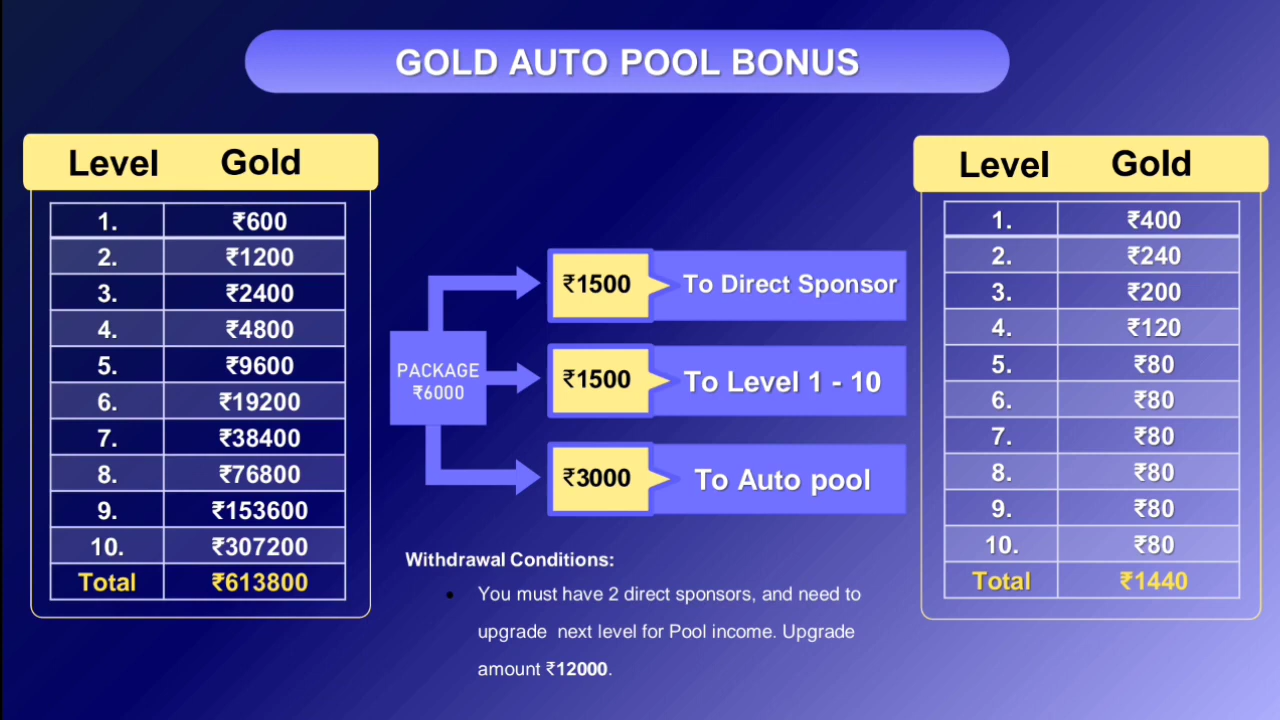 GOLD AUTO POOL BONUS
Level Gold
1. ₹600
2. ₹1200
3. ₹2400
4. ₹4800
5. ₹9600
6. ₹19200
7. ₹38400
8. ₹76800
9. ₹153600
10. ₹307200
Total ₹613800
PACKAGE
₹6000
₹1500 To Direct Sponsor
₹1500 To Level 1 - 10
₹3000 To Auto pool
Withdrawal Conditions:
• You must have 2 direct sponsors, and need to
upgrade next level for Pool income. Upgrade
amount ₹12000.
Level Gold
1. ₹400
2. ₹240
3. ₹200
4. ₹120
5. ₹80
6. ₹80
7. ₹80
8. ₹80
9. ₹80
10. ₹80
Total ₹1440